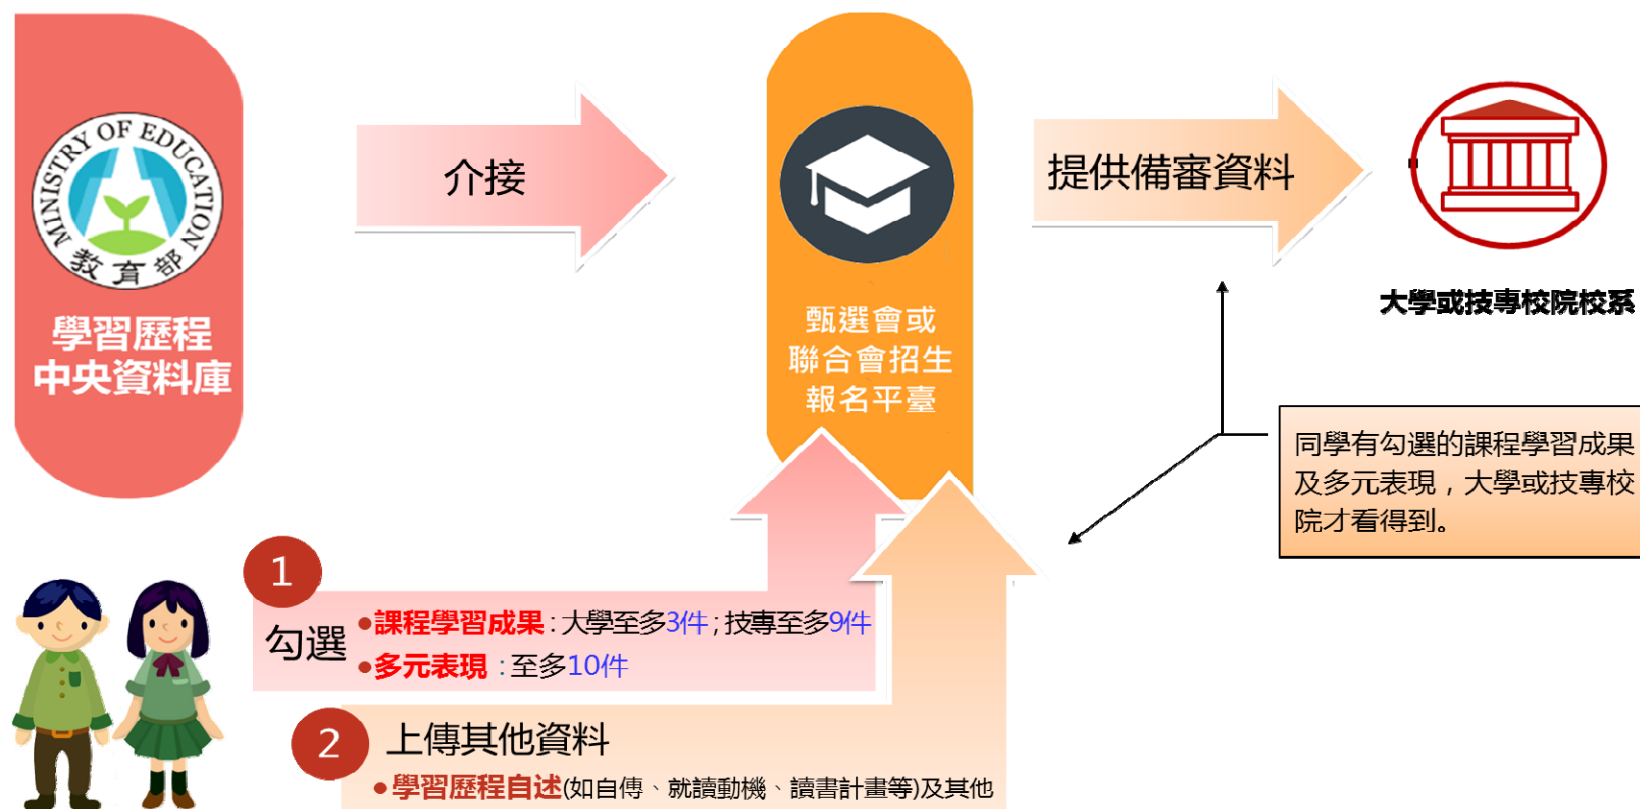 MINISTRY OF EDUCATION
教育部
學習歷程
中央資料庫
介接
甄選會或
聯合會招生
報名平臺
提供備審資料
大學或技專校院校系
同學有勾選的課程學習成果
及多元表現，大學或技專校
院才看得到。
1
勾選
•課程學習成果：大學至多3件；技專至多9件
•多元表現：至多10件
2
上傳其他資料
•學習歷程自述(如自傳、就讀動機、讀書計畫等)及其他